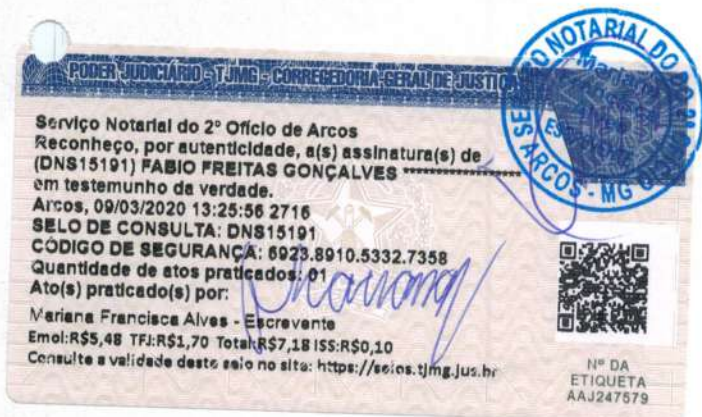 PODER JUDICIÁRIO - TJMG - CORREGEDORIA-GERAL DE JUSTIÇA
Serviço Notarial do 2º Ofício de Arcos
Reconheço, por autenticidade, a(s) assinatura(s) de
(DNS15191) FABIO FREITAS GONÇALVES ******************
em testemunho da verdade.
Arcos, 09/03/2020 13:25:56 2716
SELO DE CONSULTA: DNS15191
CÓDIGO DE SEGURANÇA: 6923.8910.5332.7358
Quantidade de atos praticados: 01
Ato(s) praticado(s) por:
Mariana Francisca Alves - Escrevente
Emol:R$5,48 TFJ:R$1,70 Total:R$7,18 ISS:R$0,10
Consulte a validade deste selo no site: https://selos.tjmg.jus.br
NOTARIAL DO
Mariana
ARCOS - MG
Nº DA
ETIQUETA
AAJ247579